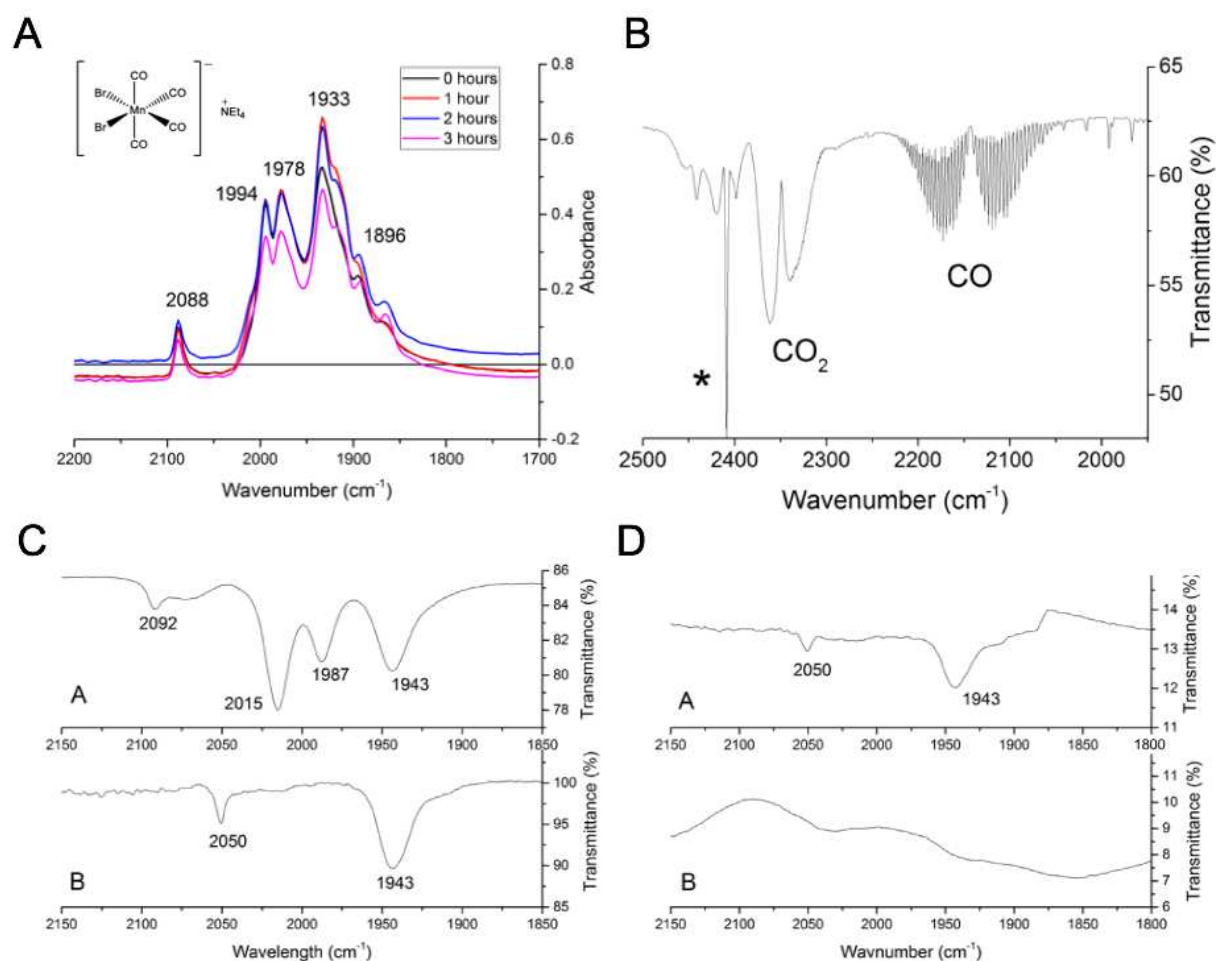 A
CO
Br
CO
Mn
Br
CO
CO
−
+
NEt4
0 hours
1 hour
2 hours
3 hours
1933
1978
1994
1896
2088
0.8
0.6
0.4
0.2
0.0
-0.2
Absorbance
2200
2100
2000
1900
1800
1700
Wavenumber (cm-1)
B
65
60
55
50
Transmittance (%)
CO
CO2
*
2500
2400
2300
2200
2100
2000
Wavenumber (cm-1)
C
86
84
82
80
78
Transmittance (%)
2092
2015
1987
1943
A
2150
2100
2050
2000
1950
1900
1850
100
95
90
85
Transmittance (%)
2050
1943
B
2150
2100
2050
2000
1950
1900
1850
Wavelength (cm-1)
D
14
13
12
11
Transmittance (%)
2050
1943
A
2150
2100
2050
2000
1950
1900
1850
1800
11
10
9
8
7
6
Transmittance (%)
B
2150
2100
2050
2000
1950
1900
1850
1800
Wavnumber (cm-1)